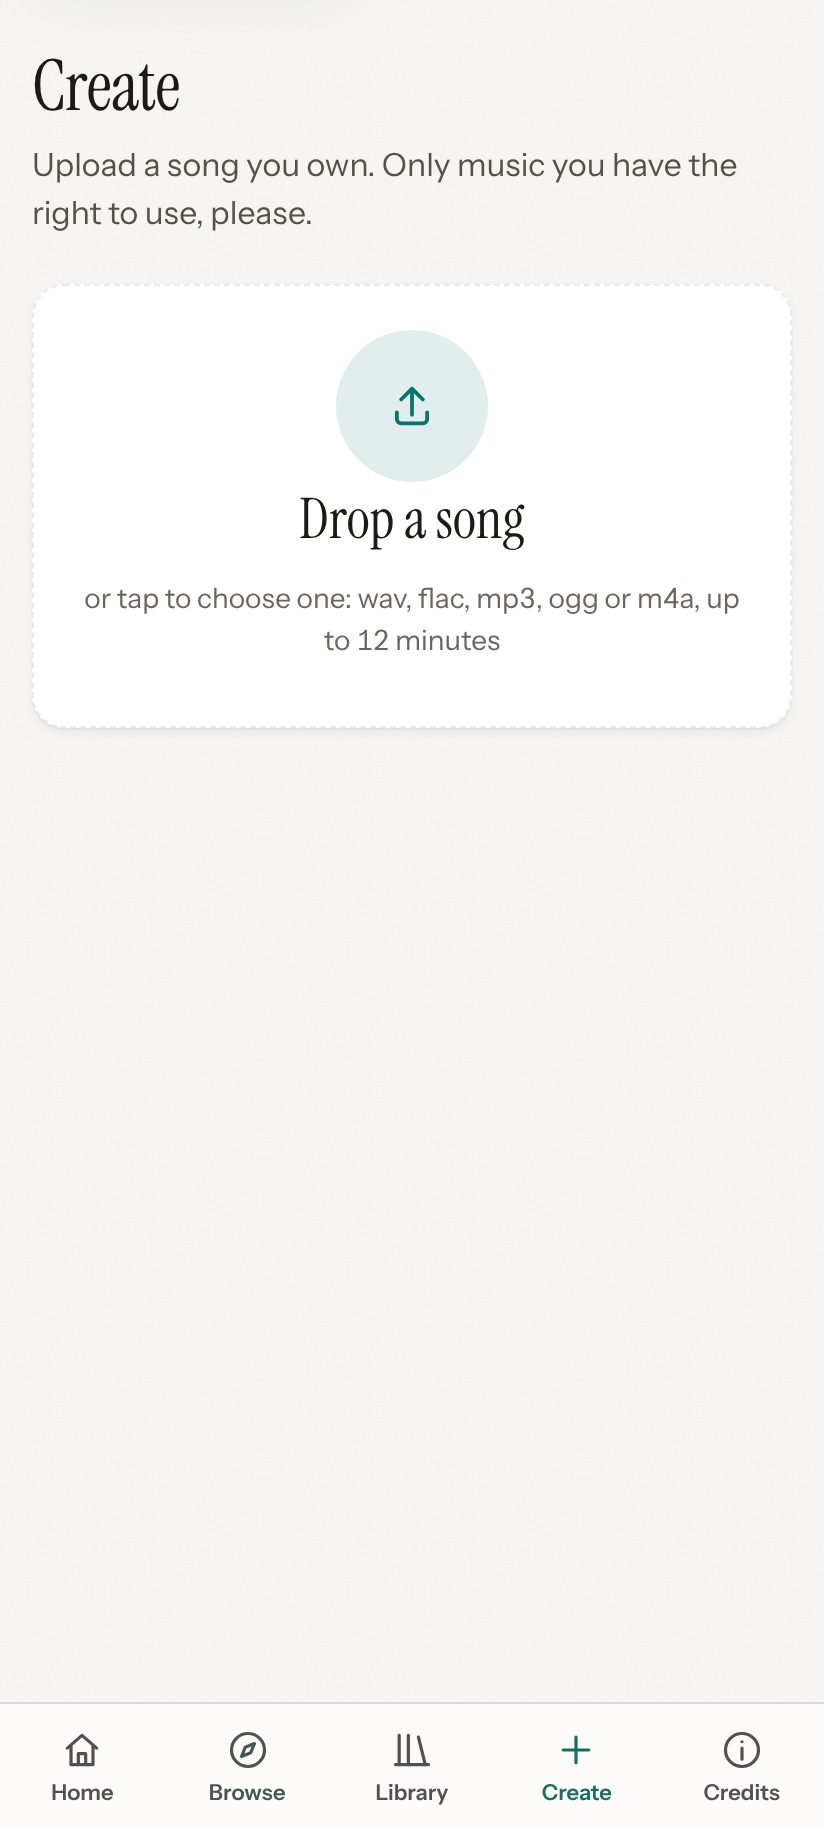 Create
Upload a song you own. Only music you have the
right to use, please.
Drop a song
or tap to choose one: wav, flac, mp3, ogg or m4a, up
to 12 minutes
Home
Browse
Library
Create
Credits